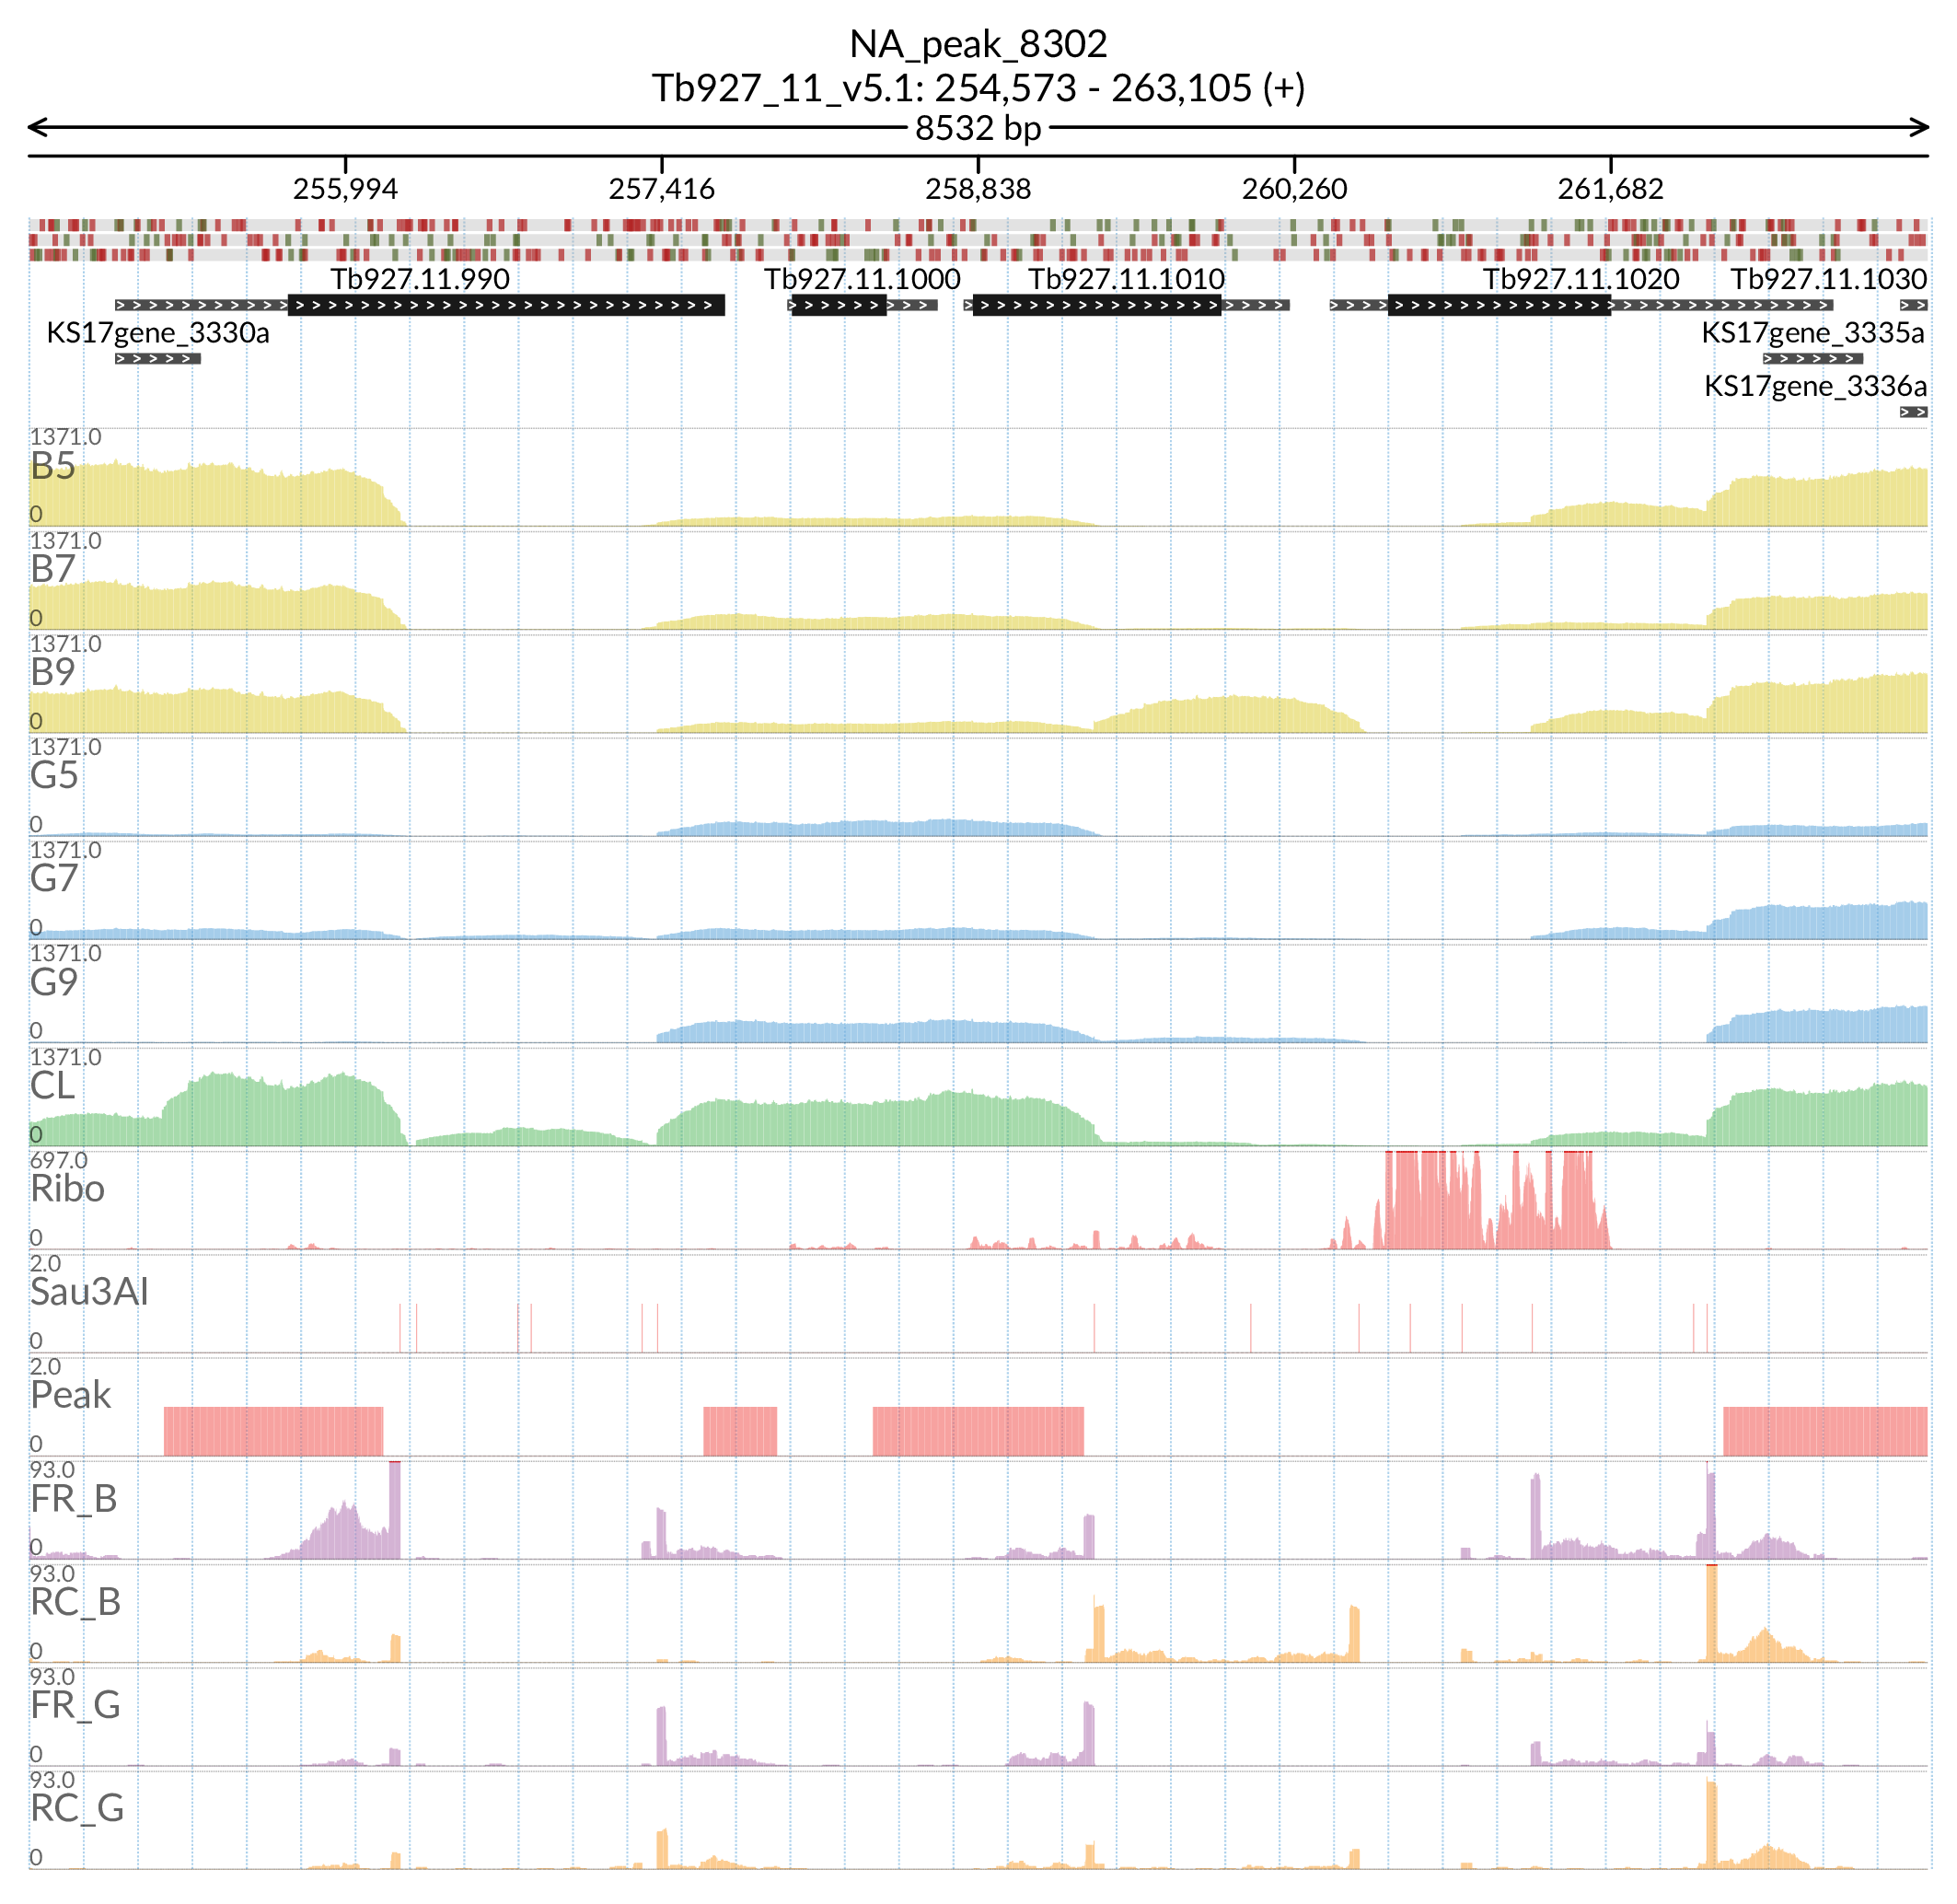 NA_peak_8302
Tb927_11_v5.1: 254,573 - 263,105 (+)
8532 bp
255,994 257,416 258,838 260,260 261,682
Tb927.11.990 Tb927.11.1000 Tb927.11.1010 Tb927.11.1020 Tb927.11.1030
KS17gene_3330a KS17gene_3335a
KS17gene_3336a
1371.0
B5
0
1371.0
B7
0
1371.0
B9
0
1371.0
G5
0
1371.0
G7
0
1371.0
G9
0
1371.0
CL
0
697.0
Ribo
0
2.0
Sau3AI
0
2.0
Peak
0
93.0
FR_B
0
93.0
RC_B
0
93.0
FR_G
0
93.0
RC_G
0